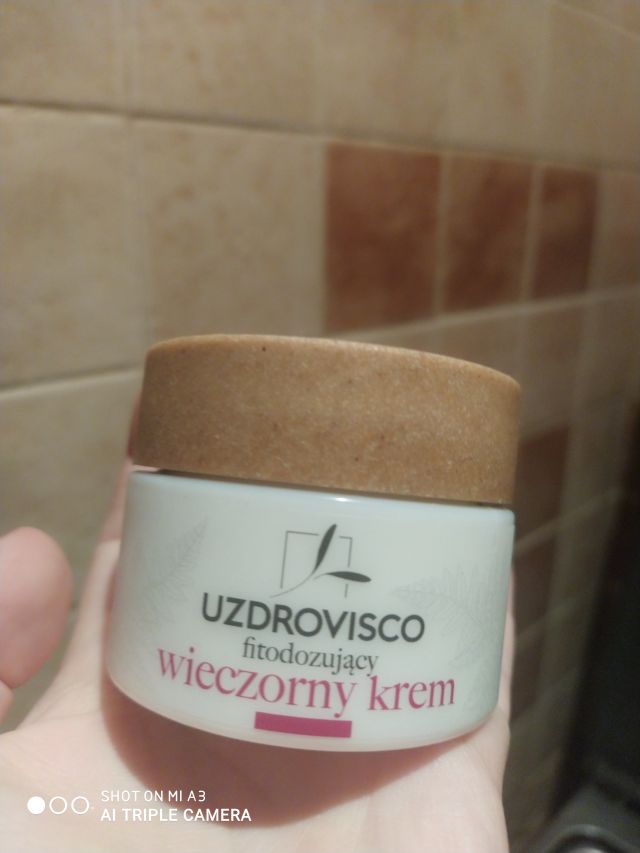 UZDROVISCO
fitodozujący
wieczorny krem
SHOT ON MI A3
AI TRIPLE CAMERA